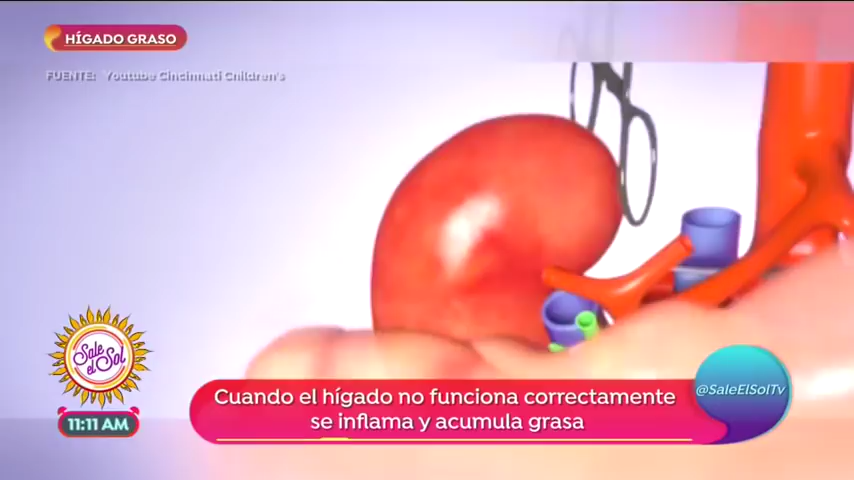 HÍGADO GRASO
FUENTE: Youtube Cincinnati Children's
Sale
el Sol
11:11 AM
Cuando el hígado no funciona correctamente
se inflama y acumula grasa
@SaleElSolTv